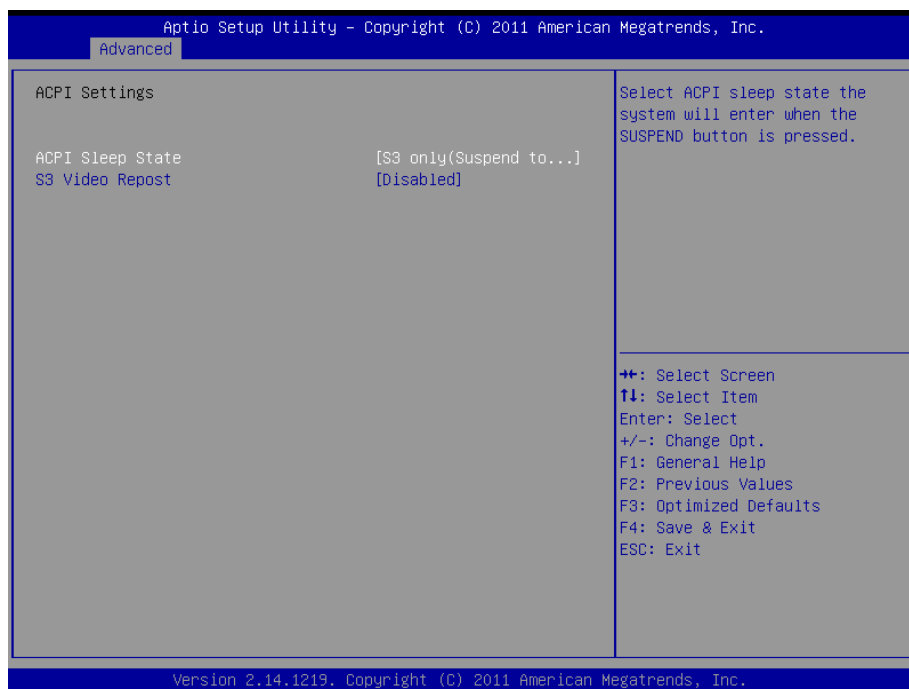 Aptio Setup Utility – Copyright (C) 2011 American Megatrends, Inc.
Advanced
ACPI Settings
ACPI Sleep State [S3 only(Suspend to...]
S3 Video Repost [Disabled]
Select ACPI sleep state the
system will enter when the
SUSPEND button is pressed.
→←: Select Screen
↑↓: Select Item
Enter: Select
+/-: Change Opt.
F1: General Help
F2: Previous Values
F3: Optimized Defaults
F4: Save & Exit
ESC: Exit
Version 2.14.1219. Copyright (C) 2011 American Megatrends, Inc.